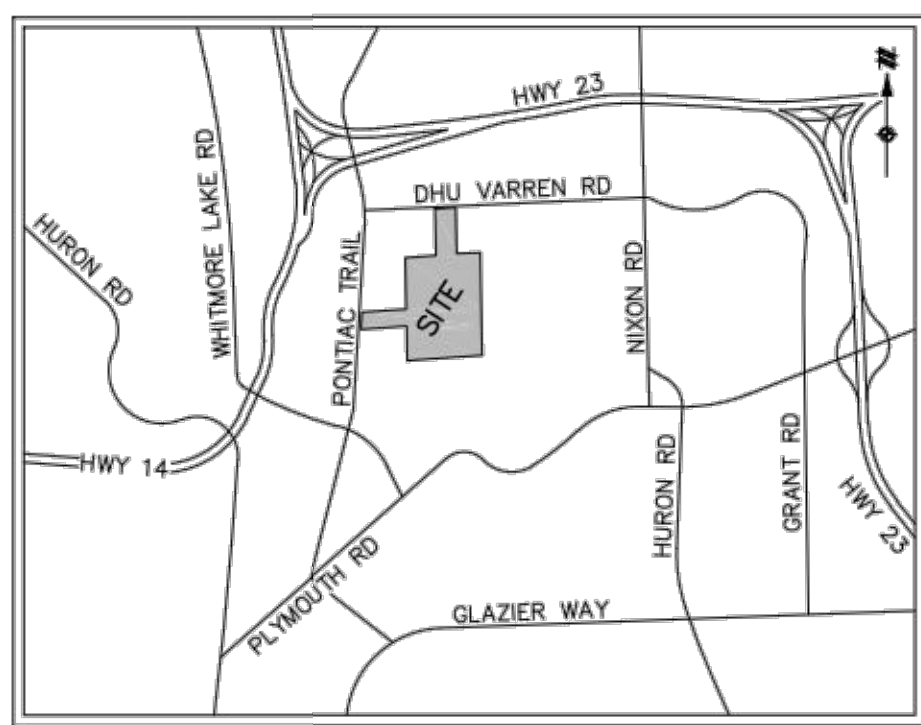 N
HWY 23
DHU VARREN RD
WHITMORE LAKE RD
HURON RD
PONTIAC TRAIL
SITE
NIXON RD
HWY 14
HURON RD
GRANT RD
HWY 23
PLYMOUTH RD
GLAZIER WAY